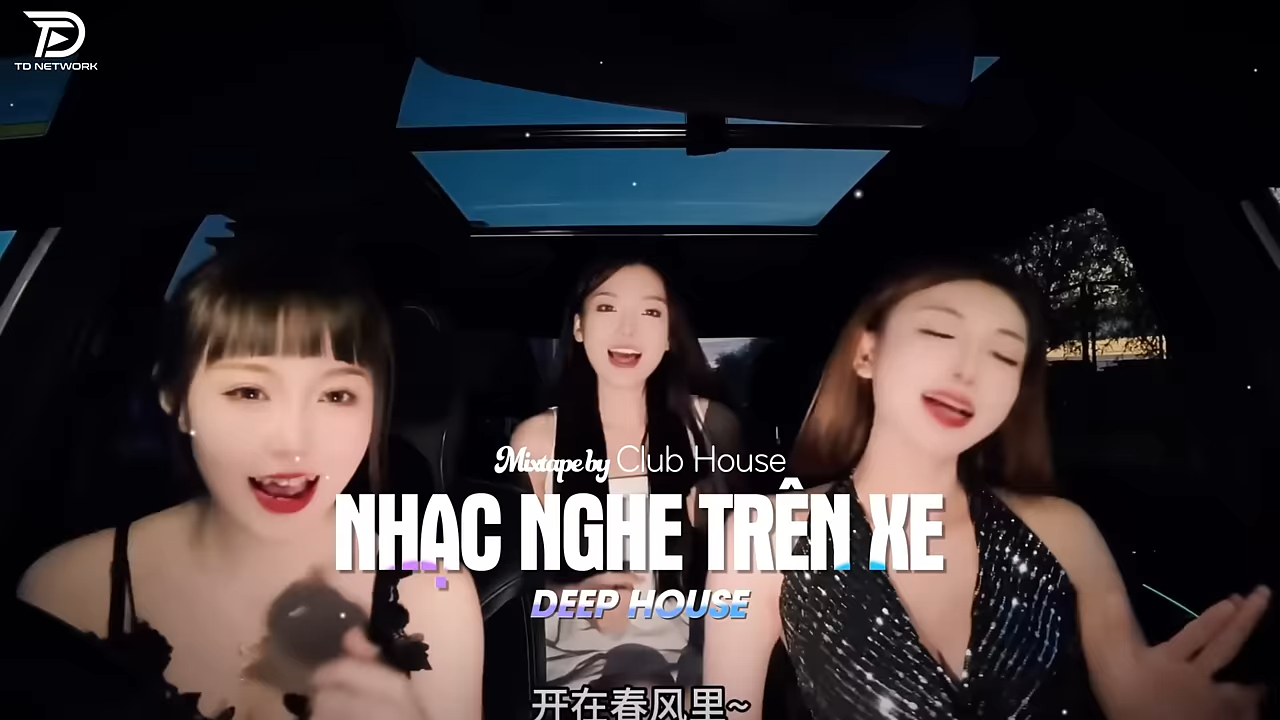 TD NETWORK
Mixtape by Club House
NHẠC NGHE TRÊN XE
DEEP HOUSE
开在春风里~